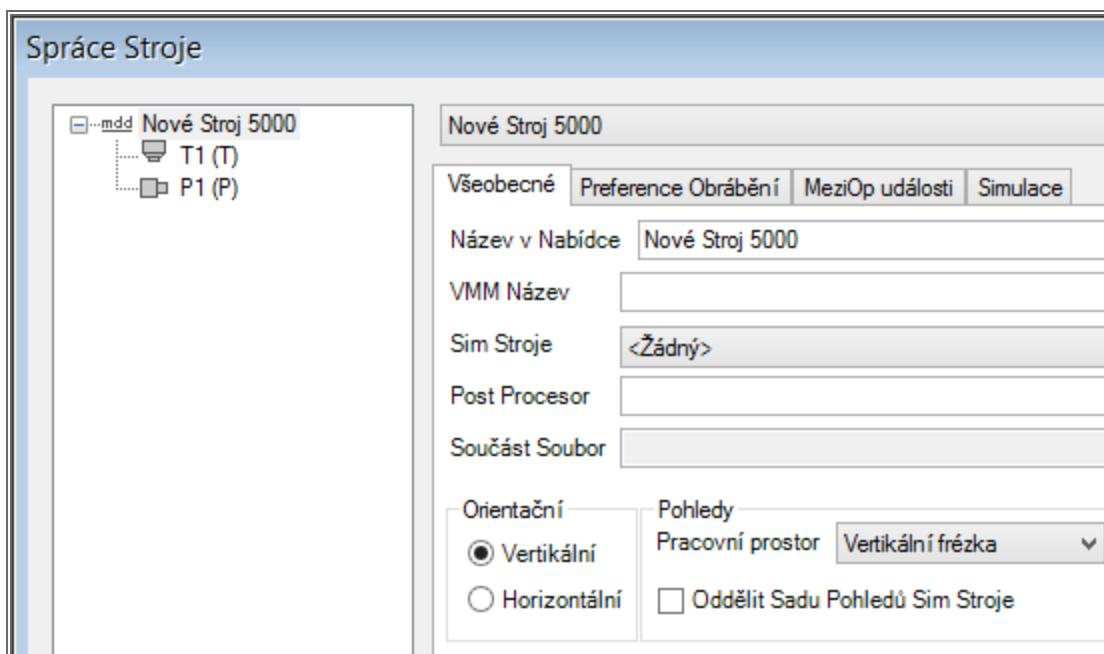 Spráce Stroje
mdd Nové Stroj 5000
T1 (T)
P1 (P)
Nové Stroj 5000
Všeobecné Preference Obrábění MeziOp události Simulace
Název v Nabídce Nové Stroj 5000
VMM Název
Sim Stroje <Žádný>
Post Procesor
Součást Soubor
Orientační
Vertikální
Horizontální
Pohledy
Pracovní prostor Vertikální frézka
Oddělit Sadu Pohledů Sim Stroje